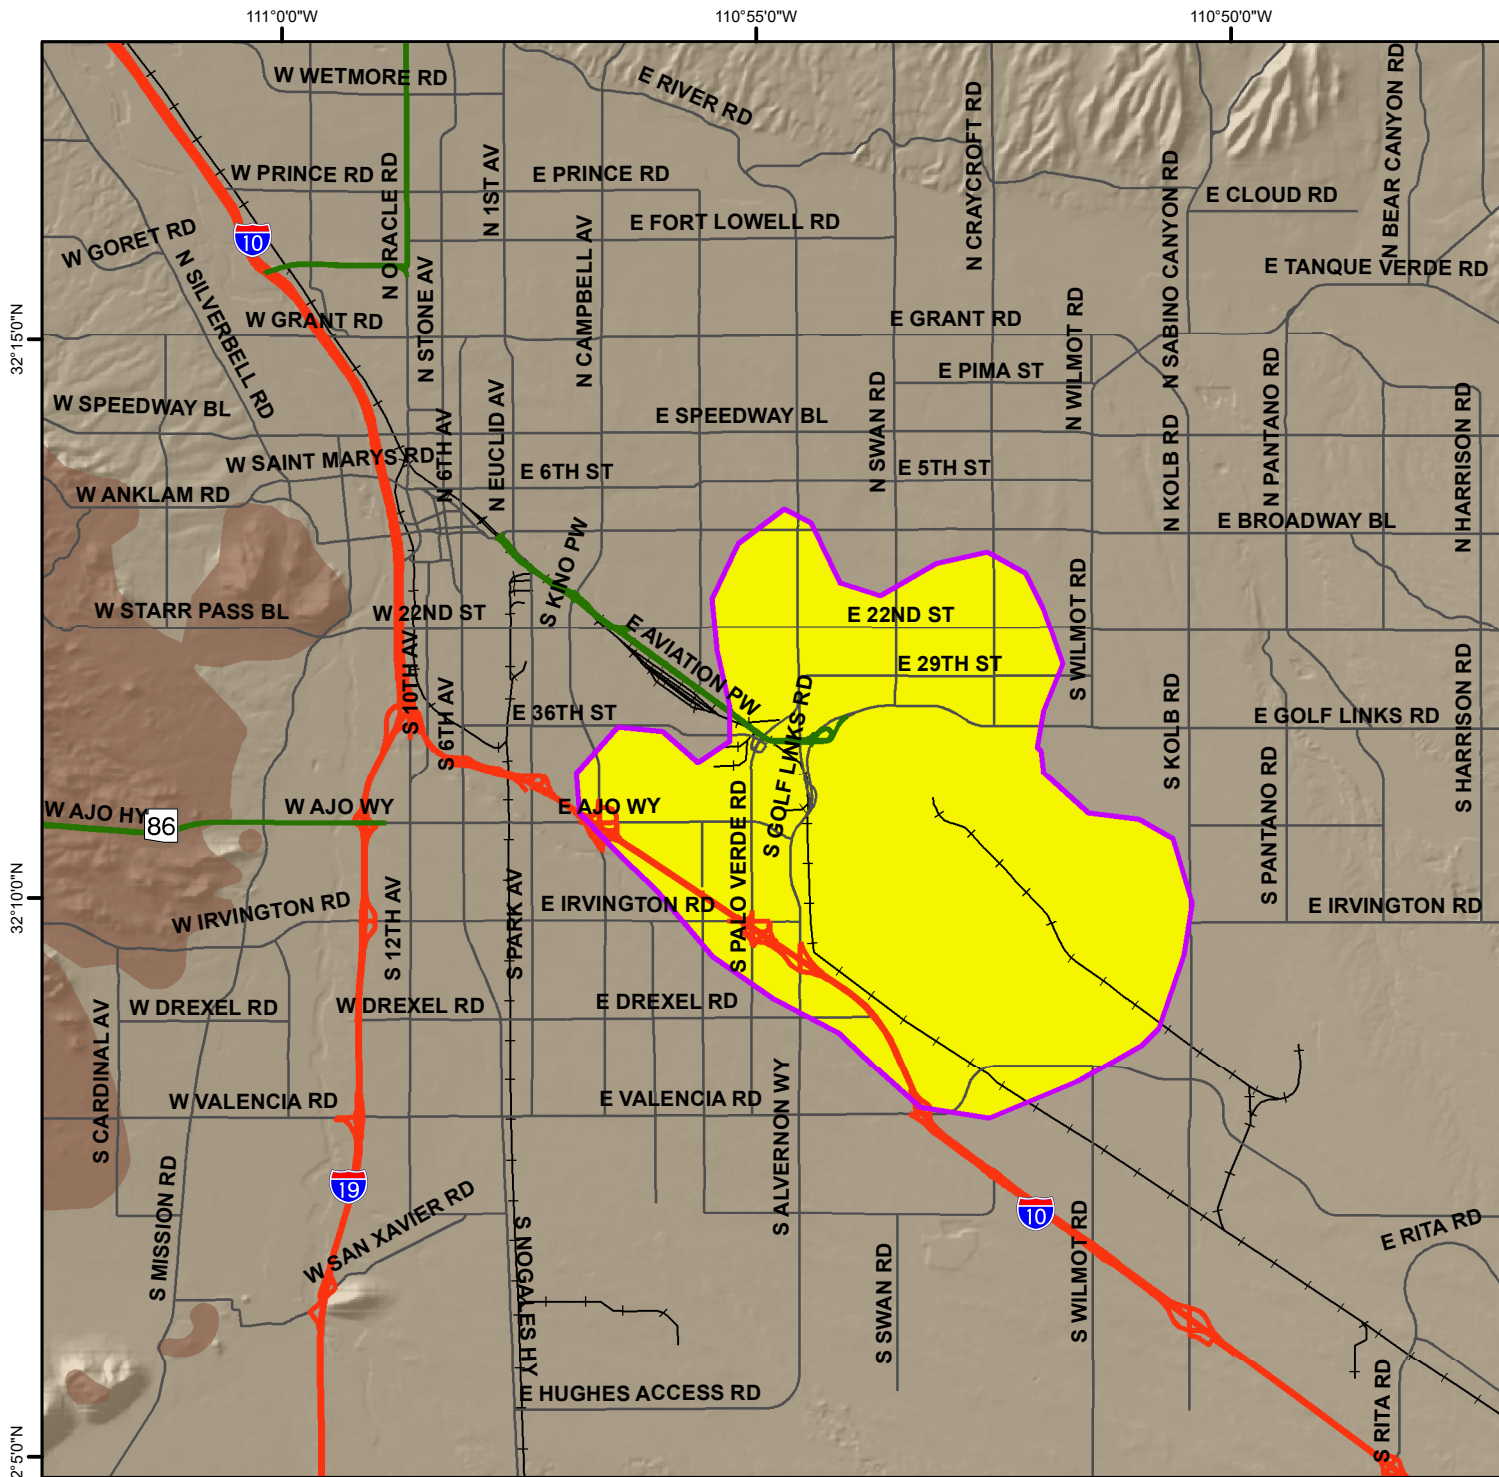 111°0'0"W
110°55'0"W
110°50'0"W
W WETMORE RD
E RIVER RD
N BEAR CANYON RD
N CRAYCROFT RD
N 1ST AV
N ORACLE RD
W PRINCE RD
E PRINCE RD
N SABINO CANYON RD
E CLOUD RD
E FORT LOWELL RD
W GORET RD
10
N CAMPBELL AV
E TANQUE VERDE RD
N SILVERBELL RD
N STONE AV
W GRANT RD
E GRANT RD
N WILMOT RD
32°15'0"N
E PIMA ST
N SWAN RD
N PANTANO RD
N HARRISON RD
W SPEEDWAY BL
E SPEEDWAY BL
N EUCLID AV
N 6TH AV
N KOLB RD
W SAINT MARYS RD
E 6TH ST
E 5TH ST
W ANKLAM RD
E BROADWAY BL
S KINO PW
W STARR PASS BL
W 22ND ST
E 22ND ST
S WILMOT RD
E AVIATION PW
E 29TH ST
S 10TH AV
S 6TH AV
E 36TH ST
S GOLF LINKS RD
S KOLB RD
E GOLF LINKS RD
S HARRISON RD
W AJO HY
86
W AJO WY
E AJO WY
S PALO VERDE RD
S PANTANO RD
32°10'0"N
W IRVINGTON RD
S 12TH AV
S PARK AV
E IRVINGTON RD
E IRVINGTON RD
W DREXEL RD
W DREXEL RD
E DREXEL RD
S CARDINAL AV
W VALENCIA RD
E VALENCIA RD
S ALVERNON WY
S MISSION RD
19
W SAN XAVIER RD
10
S NOGALES HY
S SWAN RD
S WILMOT RD
E RITA RD
E HUGHES ACCESS RD
S RITA RD
2°5'0"N